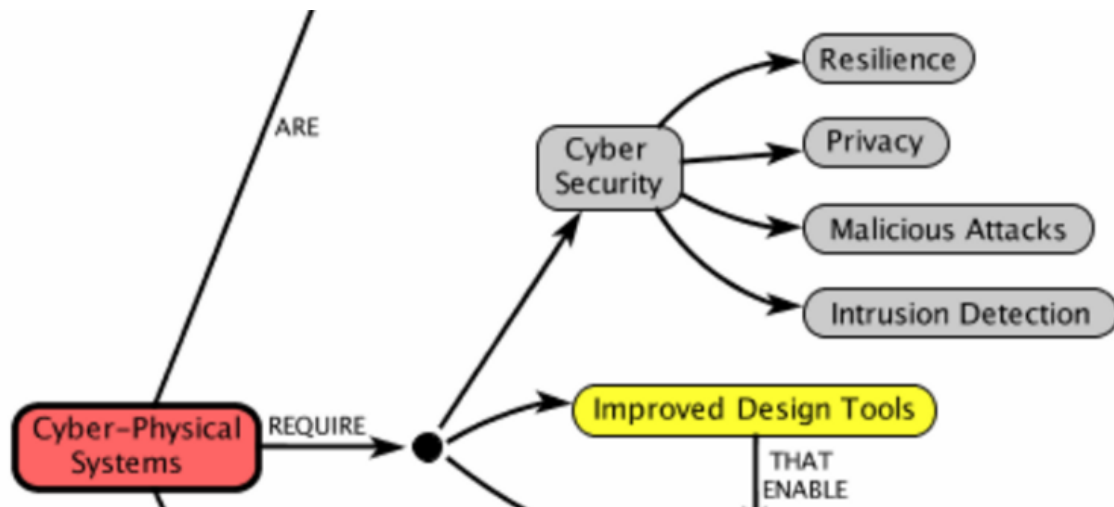 Resilience
ARE
Cyber
Security
Privacy
Malicious Attacks
Intrusion Detection
Cyber-Physical
Systems
REQUIRE
Improved Design Tools
THAT
ENABLE